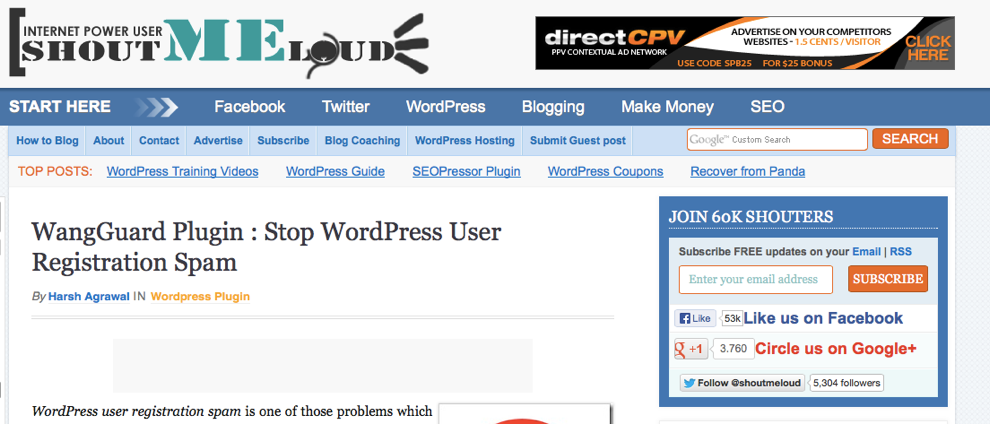 INTERNET POWER USER
[SHOUTMELOUD
directCPV
PPV CONTEXTUAL AD NETWORK
ADVERTISE ON YOUR COMPETITORS
WEBSITES - 1.5 CENTS / VISITOR
USE CODE SPB25 FOR $25 BONUS
CLICK
HERE
START HERE Facebook Twitter WordPress Blogging Make Money SEO
How to Blog About Contact Advertise Subscribe Blog Coaching WordPress Hosting Submit Guest post
Google™ Custom Search SEARCH
TOP POSTS: WordPress Training Videos WordPress Guide SEOPressor Plugin WordPress Coupons Recover from Panda
WangGuard Plugin : Stop WordPress User
Registration Spam
By Harsh Agrawal IN Wordpress Plugin
WordPress user registration spam is one of those problems which
JOIN 60K SHOUTERS
Subscribe FREE updates on your Email | RSS
Enter your email address SUBSCRIBE
Like 53k Like us on Facebook
g +1 3.760 Circle us on Google+
Follow @shoutmeloud 5,304 followers